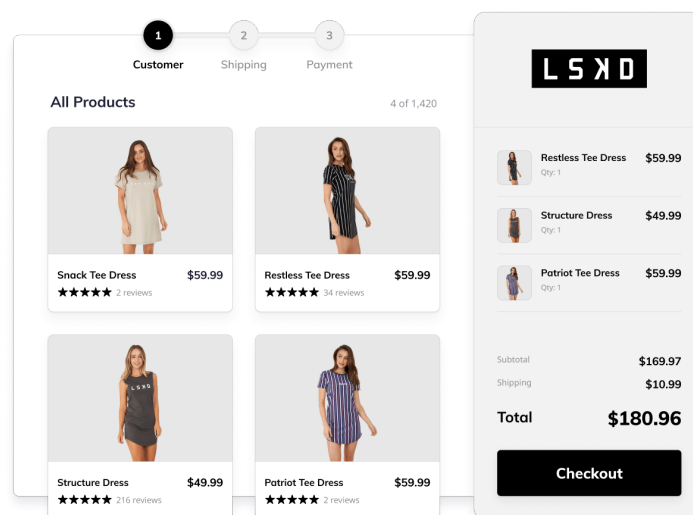 1 2 3
Customer Shipping Payment
All Products 4 of 1,420
Snack Tee Dress $59.99
★★★★★ 2 reviews
Restless Tee Dress $59.99
★★★★★ 34 reviews
LSKD
Structure Dress $49.99
★★★★★ 216 reviews
Patriot Tee Dress $59.99
★★★★★ 2 reviews
LSKD
Restless Tee Dress $59.99
Qty: 1
Structure Dress $49.99
Qty: 1
Patriot Tee Dress $59.99
Qty: 1
Subtotal $169.97
Shipping $10.99
Total $180.96
Checkout